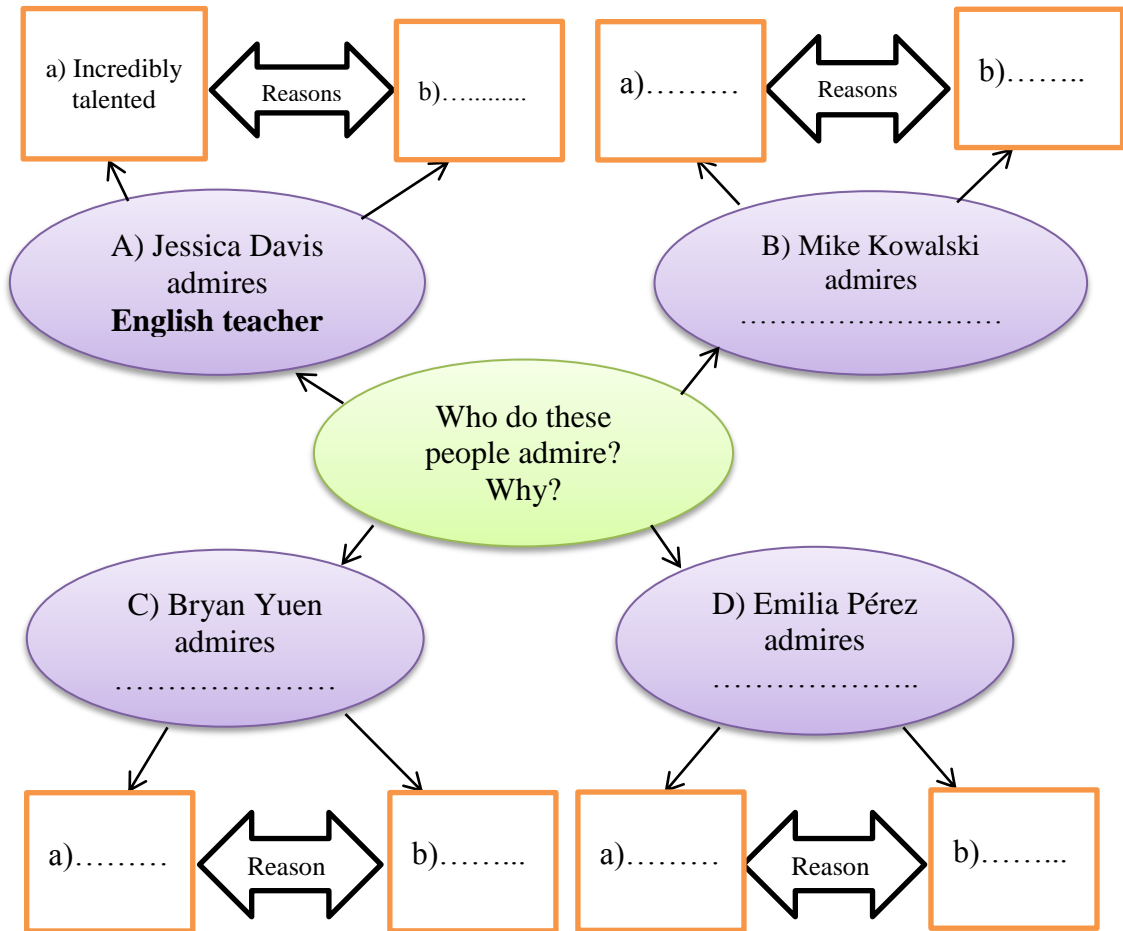 a) Incredibly
talented
Reasons
b)…..........
a)………
Reasons
b)……..
A) Jessica Davis
admires
English teacher
B) Mike Kowalski
admires
………………………
Who do these
people admire?
Why?
C) Bryan Yuen
admires
…………………
D) Emilia Pérez
admires
………………..
a)………
Reason
b)……...
a)………
Reason
b)……...